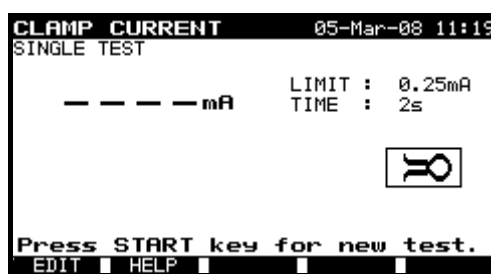 CLAMP CURRENT 05-Mar-08 11:19
SINGLE TEST
LIMIT : 0.25mA
----mA TIME : 2s
Press START key for new test.
EDIT HELP